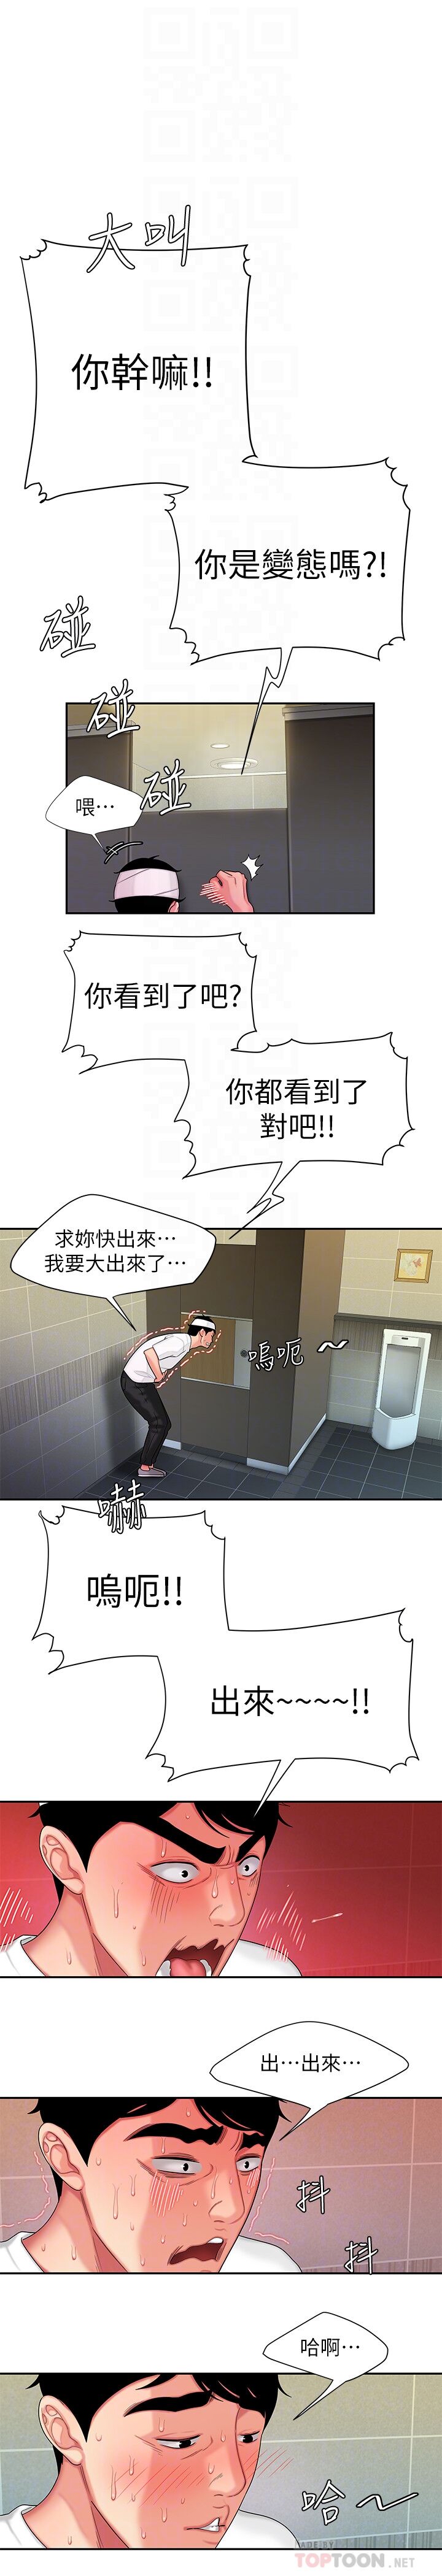 大叫
你幹嘛!!
你是變態嗎?!
碰
碰
碰
喂…
你看到了吧?
你都看到了
對吧!!
求妳快出來…
我要大出來了…
嗚呃~
嚇
嗚呃!!
出來~~~~!!
出…出來…
抖
抖
哈啊…
哈~
MADE BY
TOPTOON.NET